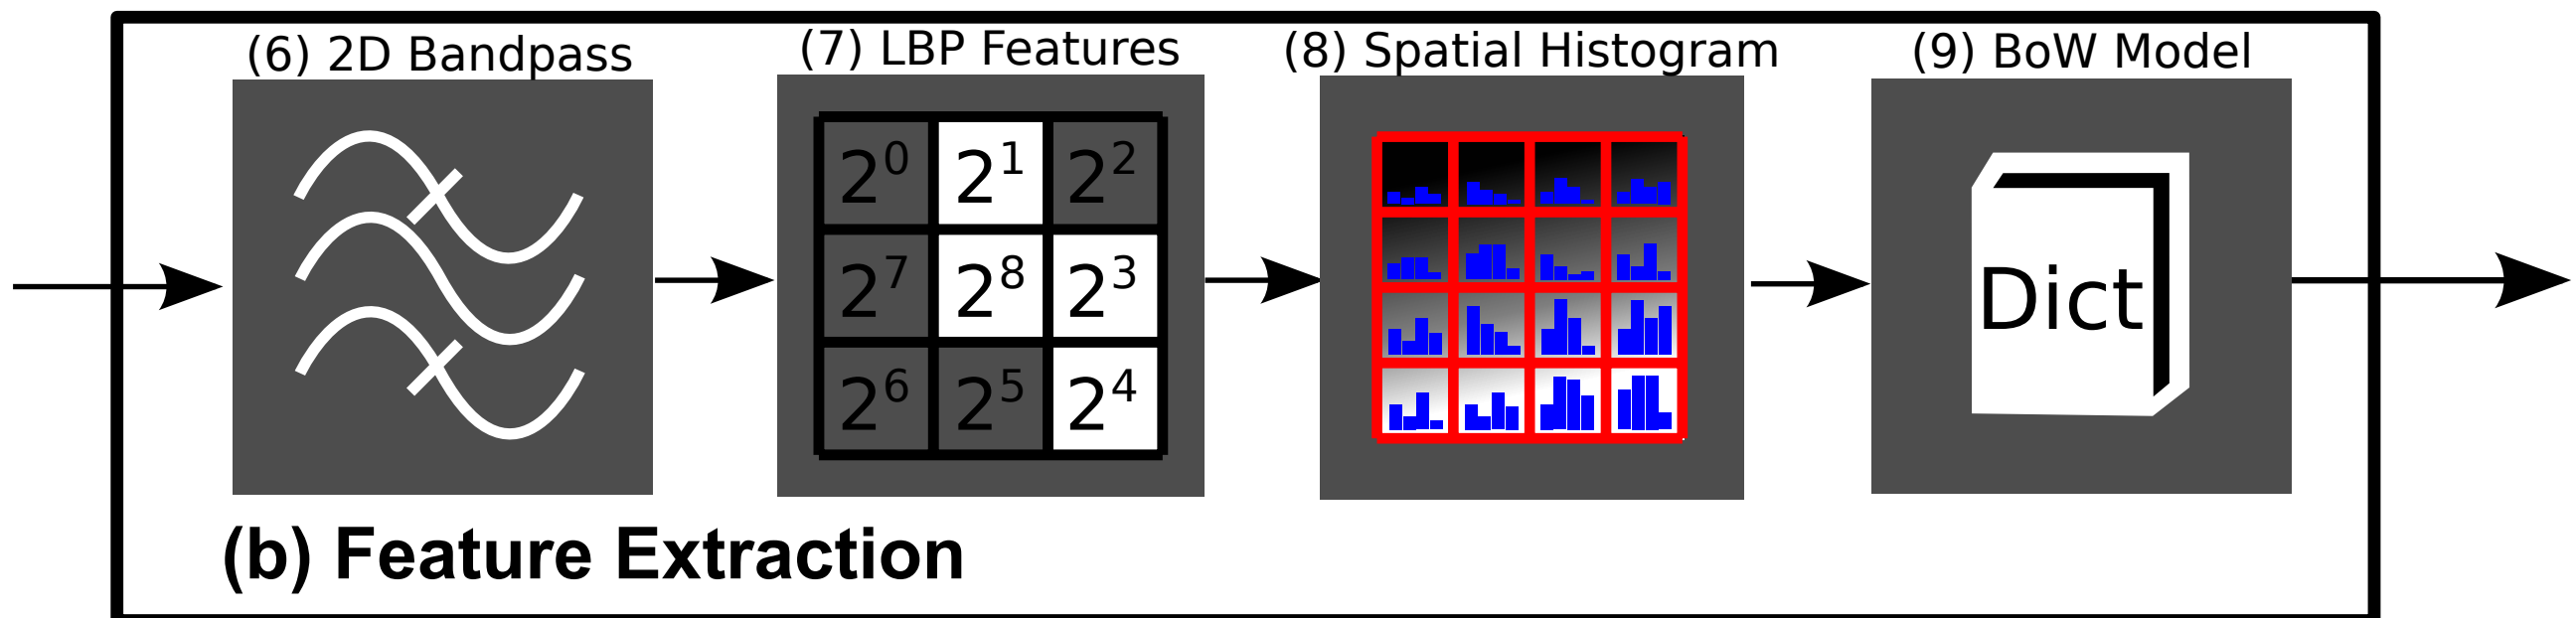 (6) 2D Bandpass
(7) LBP Features
(8) Spatial Histogram
(9) BoW Model
2⁰ 2¹ 2²
2⁷ 2⁸ 2³
2⁶ 2⁵ 2⁴
Dict
(b) Feature Extraction